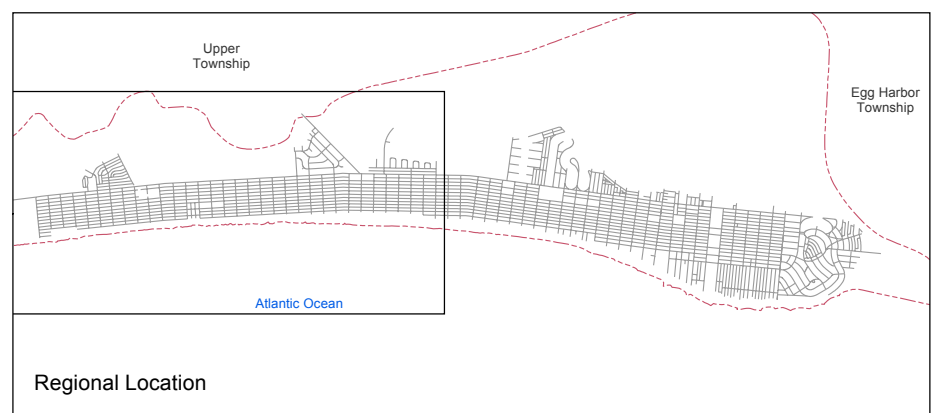 Upper
Township
Egg Harbor
Township
Atlantic Ocean
Regional Location